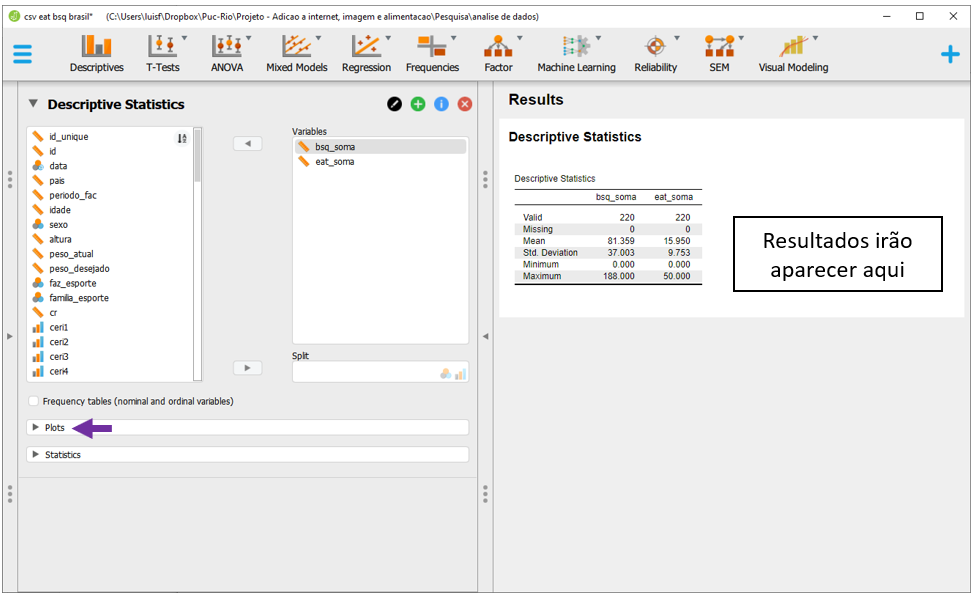 csv eat bsq brasil* (C:\Users\luisf\Dropbox\Puc-Rio\Projeto - Adicao a internet, imagem e alimentacao\Pesquisa\analise de dados)
Descriptives T-Tests ANOVA Mixed Models Regression Frequencies Factor Machine Learning Reliability SEM Visual Modeling
Descriptive Statistics
id_unique
id
data
pais
periodo_fac
idade
sexo
altura
peso_atual
peso_desejado
faz_esporte
familia_esporte
cr
ceri1
ceri2
ceri3
ceri4
Variables
bsq_soma
eat_soma
Split
Frequency tables (nominal and ordinal variables)
Plots
Statistics
Results
Descriptive Statistics
Descriptive Statistics
bsq_soma eat_soma
Valid 220 220
Missing 0 0
Mean 81.359 15.950
Std. Deviation 37.003 9.753
Minimum 0.000 0.000
Maximum 188.000 50.000
Resultados irão
aparecer aqui